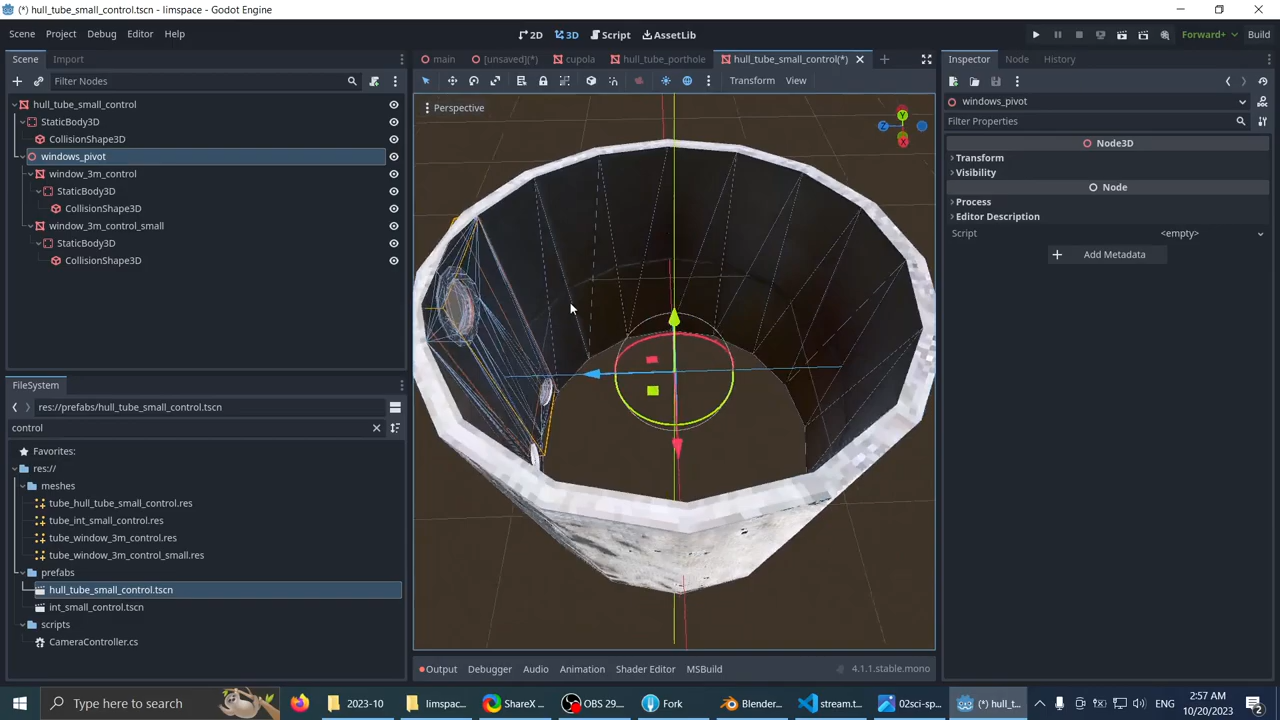 (*) hull_tube_small_control.tscn - limspace - Godot Engine
Scene Project Debug Editor Help
2D 3D Script AssetLib
Forward+ Build
Scene Import
main [unsaved](*) cupola hull_tube_porthole hull_tube_small_control(*)
Inspector Node History
Filter Nodes
Transform View
Perspective
Y
Z
X
hull_tube_small_control
StaticBody3D
CollisionShape3D
windows_pivot
window_3m_control
StaticBody3D
CollisionShape3D
window_3m_control_small
StaticBody3D
CollisionShape3D
windows_pivot
Filter Properties
Node3D
Transform
Visibility
Node
Process
Editor Description
Script <empty>
Add Metadata
FileSystem
res://prefabs/hull_tube_small_control.tscn
control
Favorites:
res://
meshes
tube_hull_tube_small_control.res
tube_int_small_control.res
tube_window_3m_control.res
tube_window_3m_control_small.res
prefabs
hull_tube_small_control.tscn
int_small_control.tscn
scripts
CameraController.cs
Output Debugger Audio Animation Shader Editor MSBuild 4.1.1.stable.mono
Type here to search
2023-10 limspac... ShareX ... OBS 29... Fork Blender... stream.t... 02sci-sp... (*) hull_t...
2:57 AM
10/20/2023
2